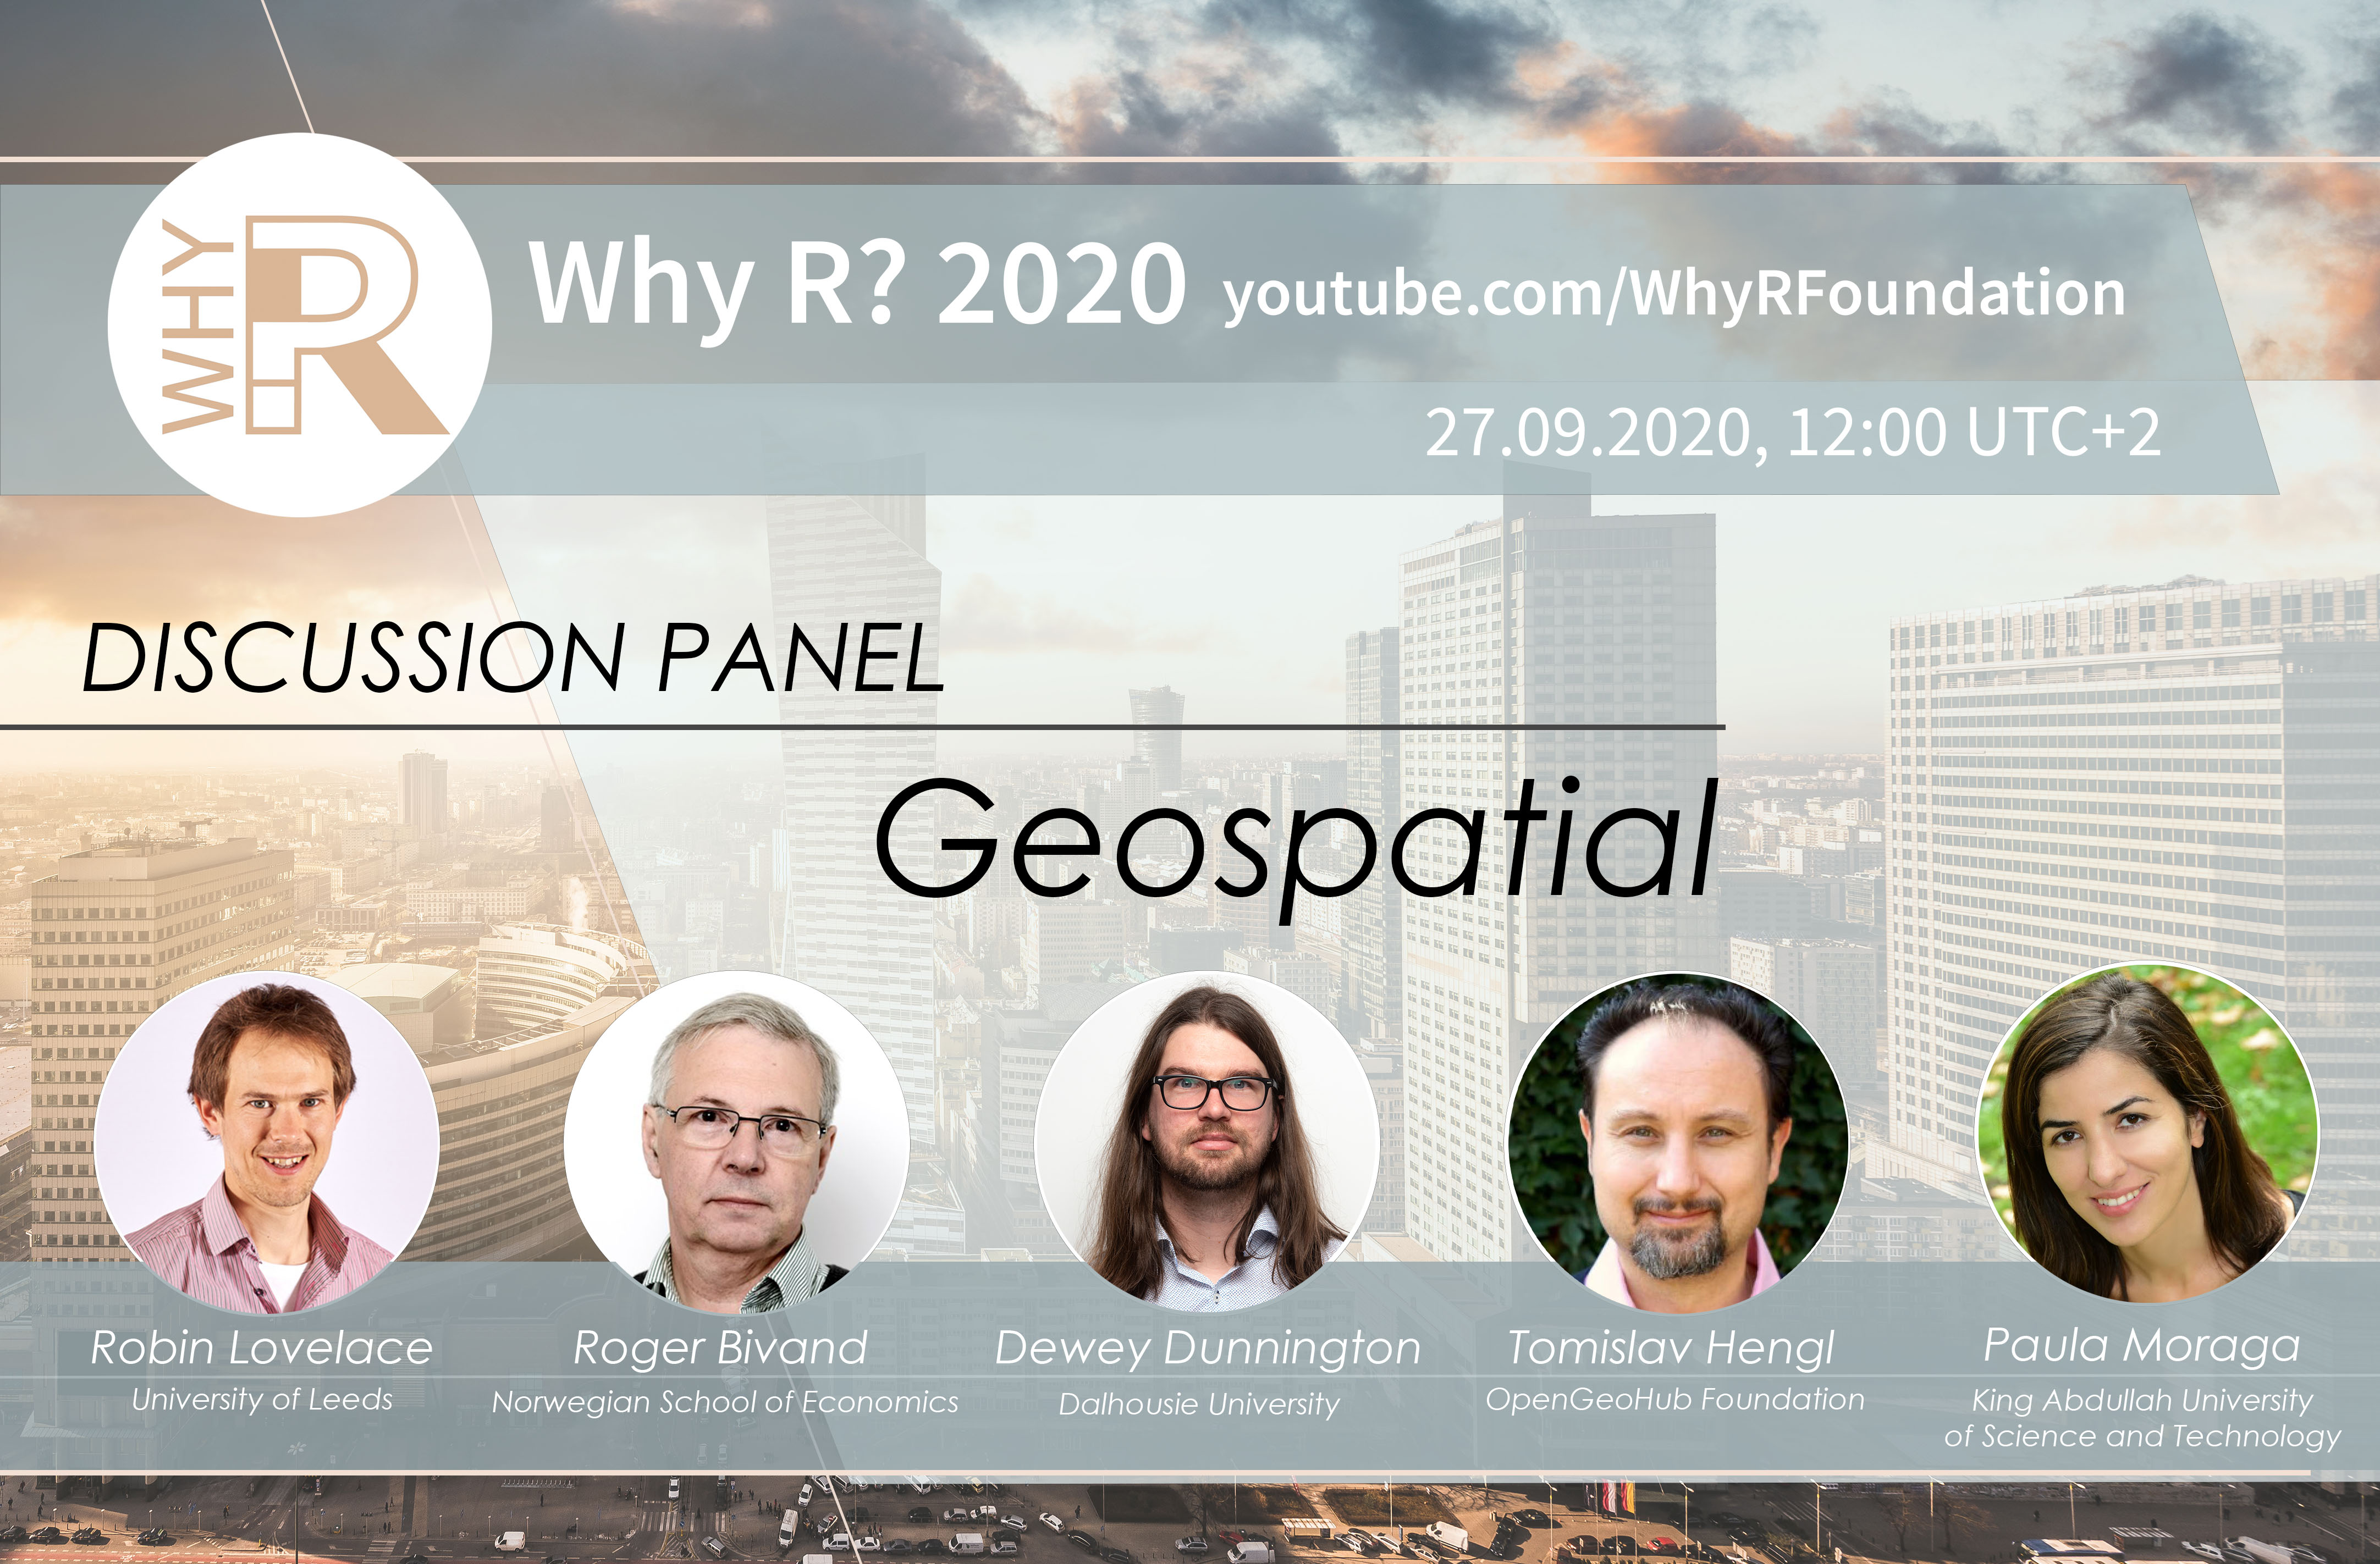 WHY R
Why R? 2020
youtube.com/WhyRFoundation
27.09.2020, 12:00 UTC+2
DISCUSSION PANEL
Geospatial
Robin Lovelace
University of Leeds
Roger Bivand
Norwegian School of Economics
Dewey Dunnington
Dalhousie University
Tomislav Hengl
OpenGeoHub Foundation
Paula Moraga
King Abdullah University
of Science and Technology